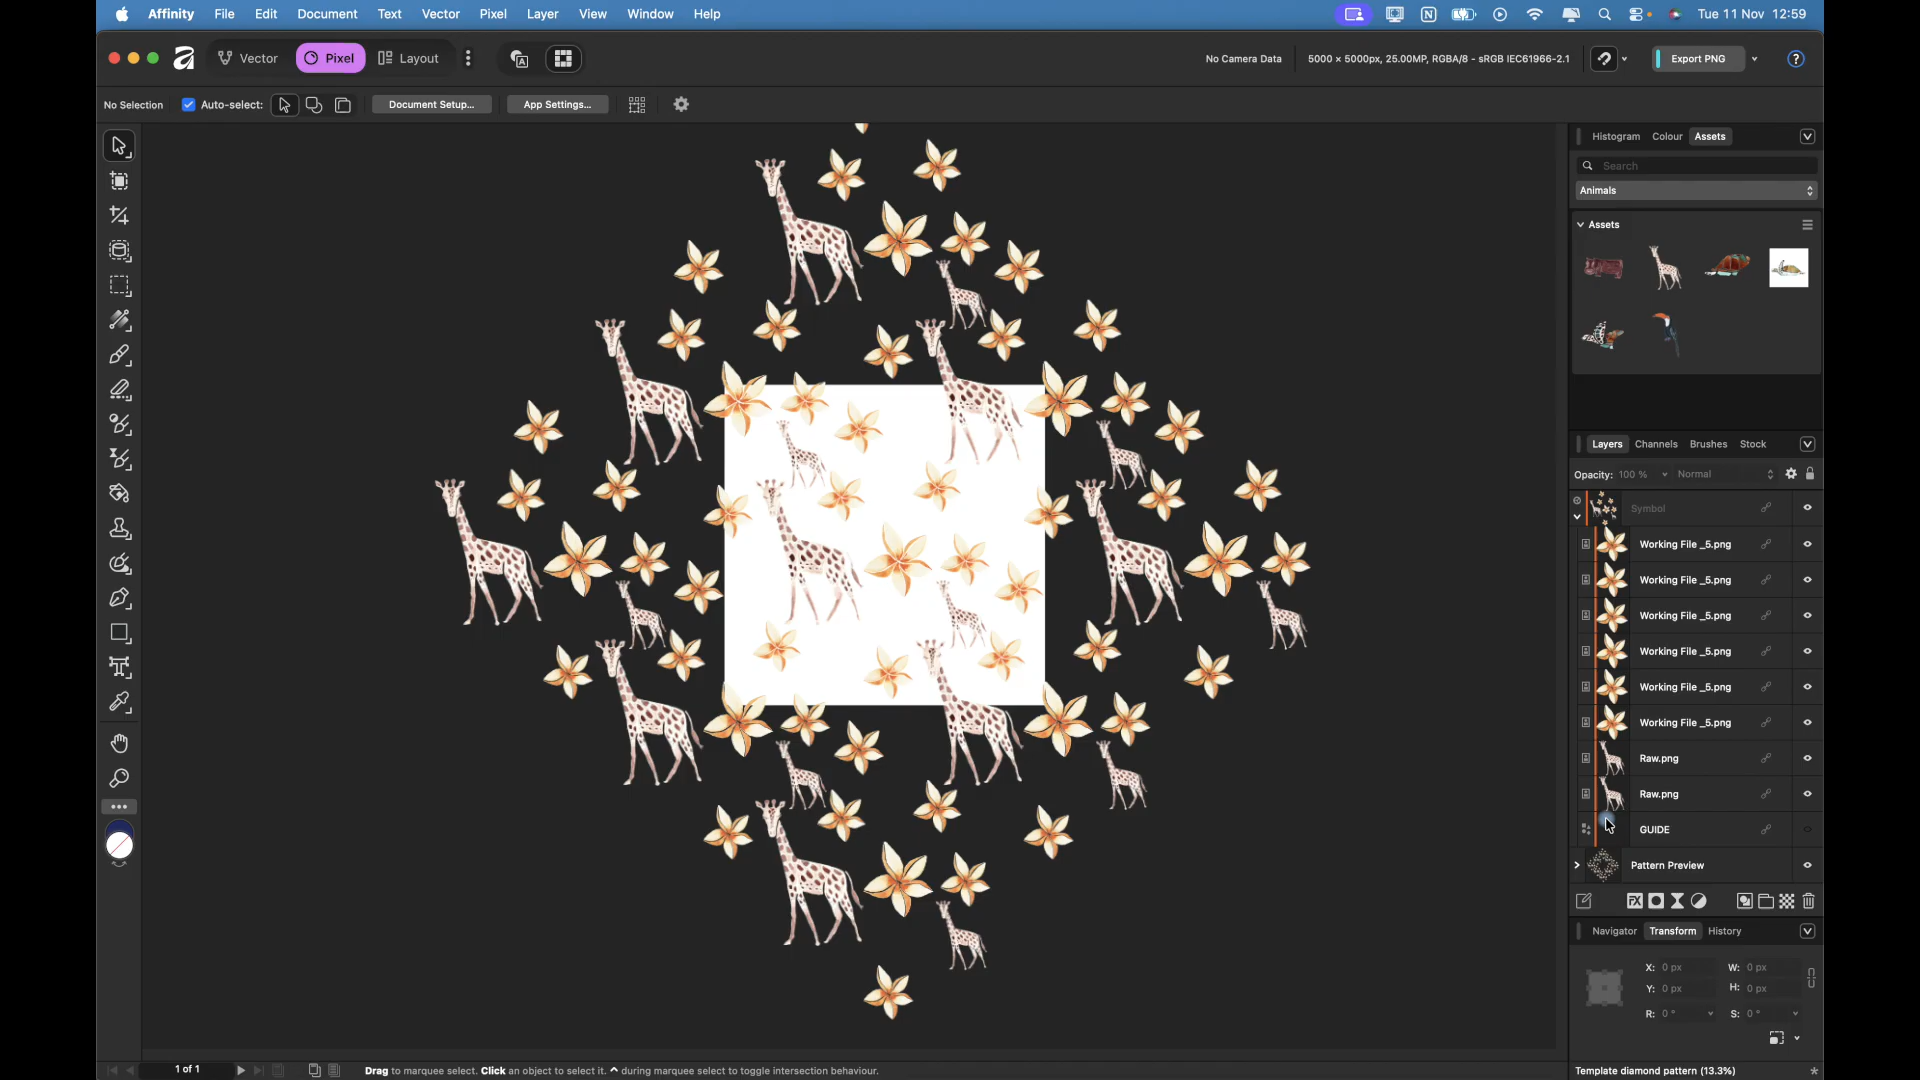 Affinity File Edit Document Text Vector Pixel Layer View Window Help Tue 11 Nov 12:59
Vector Pixel Layout No Camera Data 5000 × 5000px, 25.00MP, RGBA/8 - sRGB IEC61966-2.1 Export PNG
No Selection Auto-select: Document Setup... App Settings...
Histogram Colour Assets
Search
Animals
Assets
Layers Channels Brushes Stock
Opacity: 100 % Normal
Symbol
Working File _5.png
Working File _5.png
Working File _5.png
Working File _5.png
Working File _5.png
Working File _5.png
Raw.png
Raw.png
GUIDE
Pattern Preview
Navigator Transform History
X: 0 px W: 0 px
Y: 0 px H: 0 px
R: 0 ° S: 0 °
1 of 1 Drag to marquee select. Click an object to select it. ⌃ during marquee select to toggle intersection behaviour. Template diamond pattern (13.3%) *